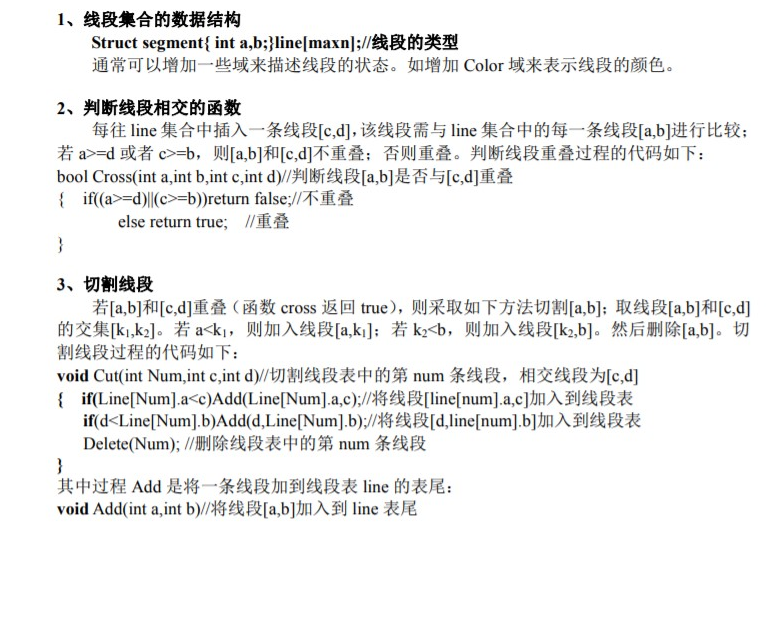 1、线段集合的数据结构
Struct segment{ int a,b;}line[maxn];//线段的类型
通常可以增加一些域来描述线段的状态。如增加 Color 域来表示线段的颜色。
2、判断线段相交的函数
每往 line 集合中插入一条线段[c,d],该线段需与 line 集合中的每一条线段[a,b]进行比较;
若 a>=d 或者 c>=b，则[a,b]和[c,d]不重叠；否则重叠。判断线段重叠过程的代码如下：
bool Cross(int a,int b,int c,int d)//判断线段[a,b]是否与[c,d]重叠
{ if((a>=d)||(c>=b))return false;//不重叠
else return true; //重叠
}
3、切割线段
若[a,b]和[c,d]重叠（函数 cross 返回 true），则采取如下方法切割[a,b]；取线段[a,b]和[c,d]
的交集[k₁,k₂]。若 a<k₁，则加入线段[a,k₁]；若 k₂<b，则加入线段[k₂,b]。然后删除[a,b]。切
割线段过程的代码如下：
void Cut(int Num,int c,int d)//切割线段表中的第 num 条线段，相交线段为[c,d]
{ if(Line[Num].a<c)Add(Line[Num].a,c);//将线段[line[num].a,c]加入到线段表
if(d<Line[Num].b)Add(d,Line[Num].b);//将线段[d,line[num].b]加入到线段表
Delete(Num); //删除线段表中的第 num 条线段
}
其中过程 Add 是将一条线段加到线段表 line 的表尾：
void Add(int a,int b)//将线段[a,b]加入到 line 表尾